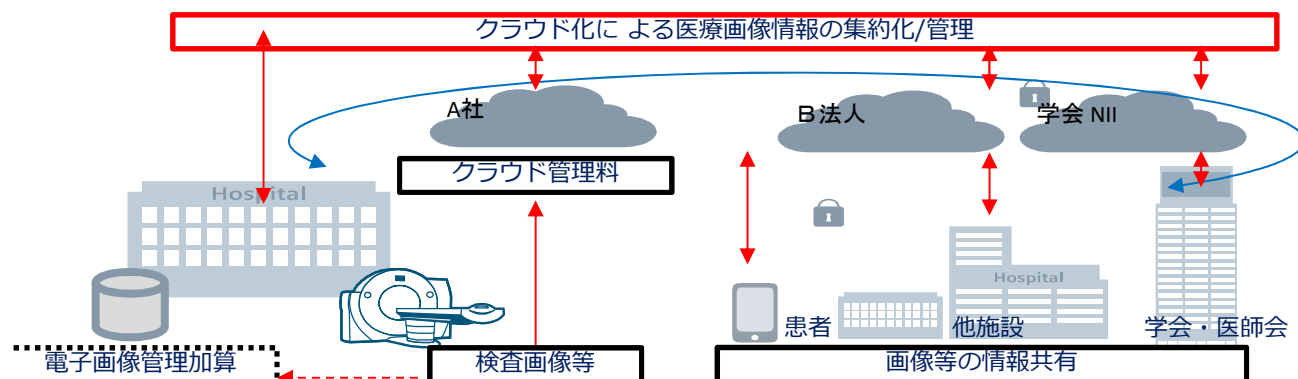 クラウド化に よる医療画像情報の集約化/管理
A社
B法人
学会 NII
クラウド管理料
Hospital
Hospital
患者
他施設
学会・医師会
電子画像管理加算
検査画像等
画像等の情報共有